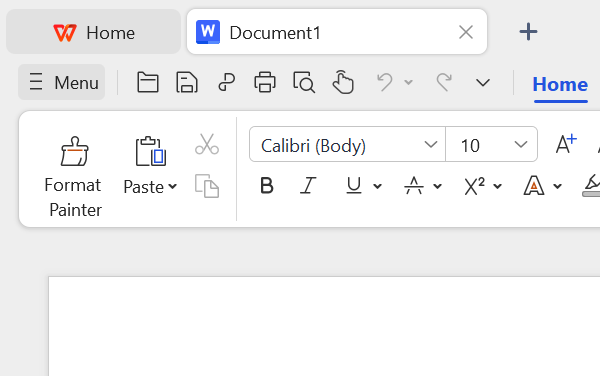 Home
Document1
Menu
Home
Format
Painter
Paste
Calibri (Body)
10
A+
B I U A X² A